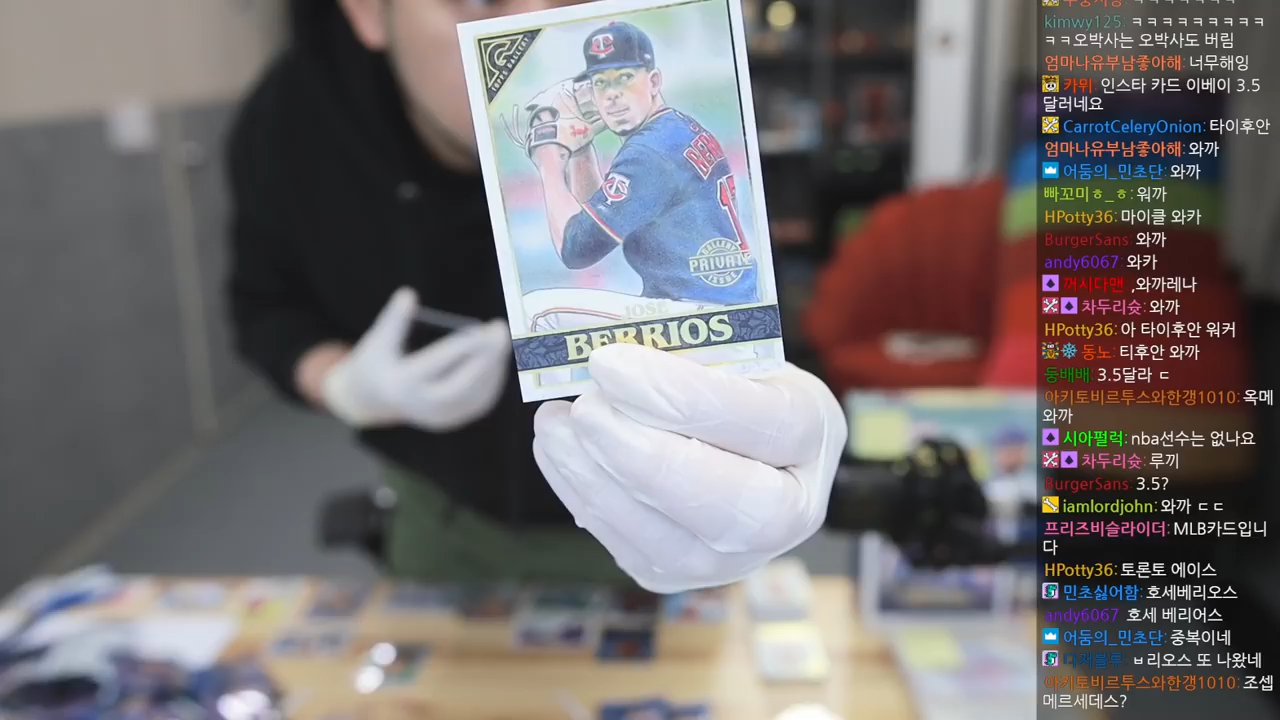 TOPPS GALLERY
BERR
GALLERY
PRIVATE
ISSUE
JOSE
BERRIOS
kimwy125: ㅋㅋㅋㅋㅋㅋㅋㅋㅋ
ㅋㅋ오박사는 오박사도 버림
엄마나유부남좋아해: 너무해잉
카뮈: 인스타 카드 이베이 3.5
달러네요
CarrotCeleryOnion: 타이후안
엄마나유부남좋아해: 와까
어둠의_민초단: 와까
빠꼬미ㅎ_ㅎ: 워까
HPotty36: 마이클 와카
BurgerSans: 와까
andy6067: 와카
꺼시다맨: ,와까레나
차두리슛: 와까
HPotty36: 아 타이후안 워커
동노: 티후안 와까
둥배배: 3.5달라 ㄷ
아키토비르투스와한갱1010: 옥메
와까
시아펄럭: nba선수는 없나요
차두리슛: 루끼
BurgerSans: 3.5?
iamlordjohn: 와까 ㄷㄷ
프리즈비슬라이더: MLB카드입니
다
HPotty36: 토론토 에이스
민초싫어함: 호세베리오스
andy6067: 호세 베리어스
어둠의_민초단: 중복이네
ㅂ리오스 또 나왔네
아키토비르투스와한갱1010: 조셉
메르세데스?